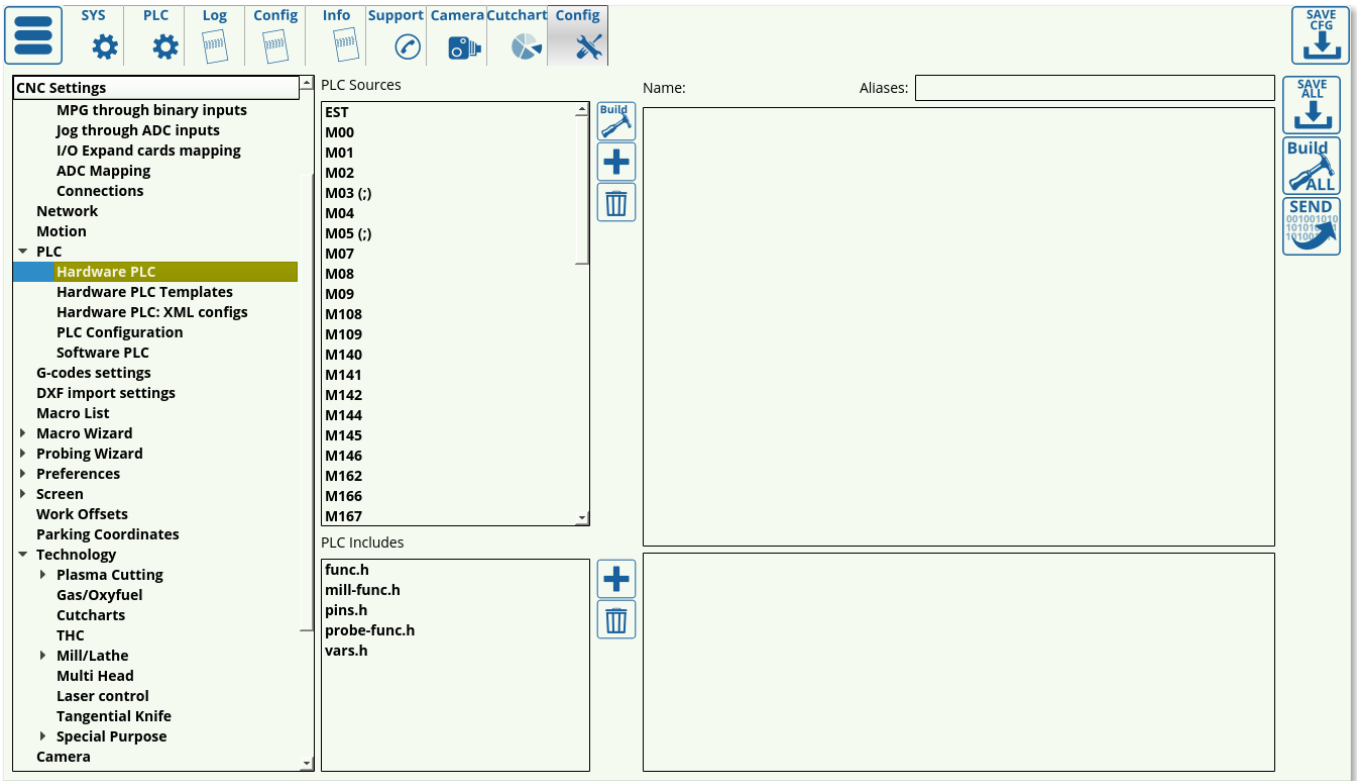 SYS
PLC
Log
Config
Info
Support
Camera
Cutchart
Config
SAVE
CFG
CNC Settings
MPG through binary inputs
Jog through ADC inputs
I/O Expand cards mapping
ADC Mapping
Connections
Network
Motion
PLC
Hardware PLC
Hardware PLC Templates
Hardware PLC: XML configs
PLC Configuration
Software PLC
G-codes settings
DXF import settings
Macro List
Macro Wizard
Probing Wizard
Preferences
Screen
Work Offsets
Parking Coordinates
Technology
Plasma Cutting
Gas/Oxyfuel
Cutcharts
THC
Mill/Lathe
Multi Head
Laser control
Tangential Knife
Special Purpose
Camera
PLC Sources
EST
M00
M01
M02
M03 (;)
M04
M05 (;)
M07
M08
M09
M108
M109
M140
M141
M142
M144
M145
M146
M162
M166
M167
PLC Includes
func.h
mill-func.h
pins.h
probe-func.h
vars.h
Build
Name:
Aliases:
SAVE
ALL
Build
ALL
SEND
001001010